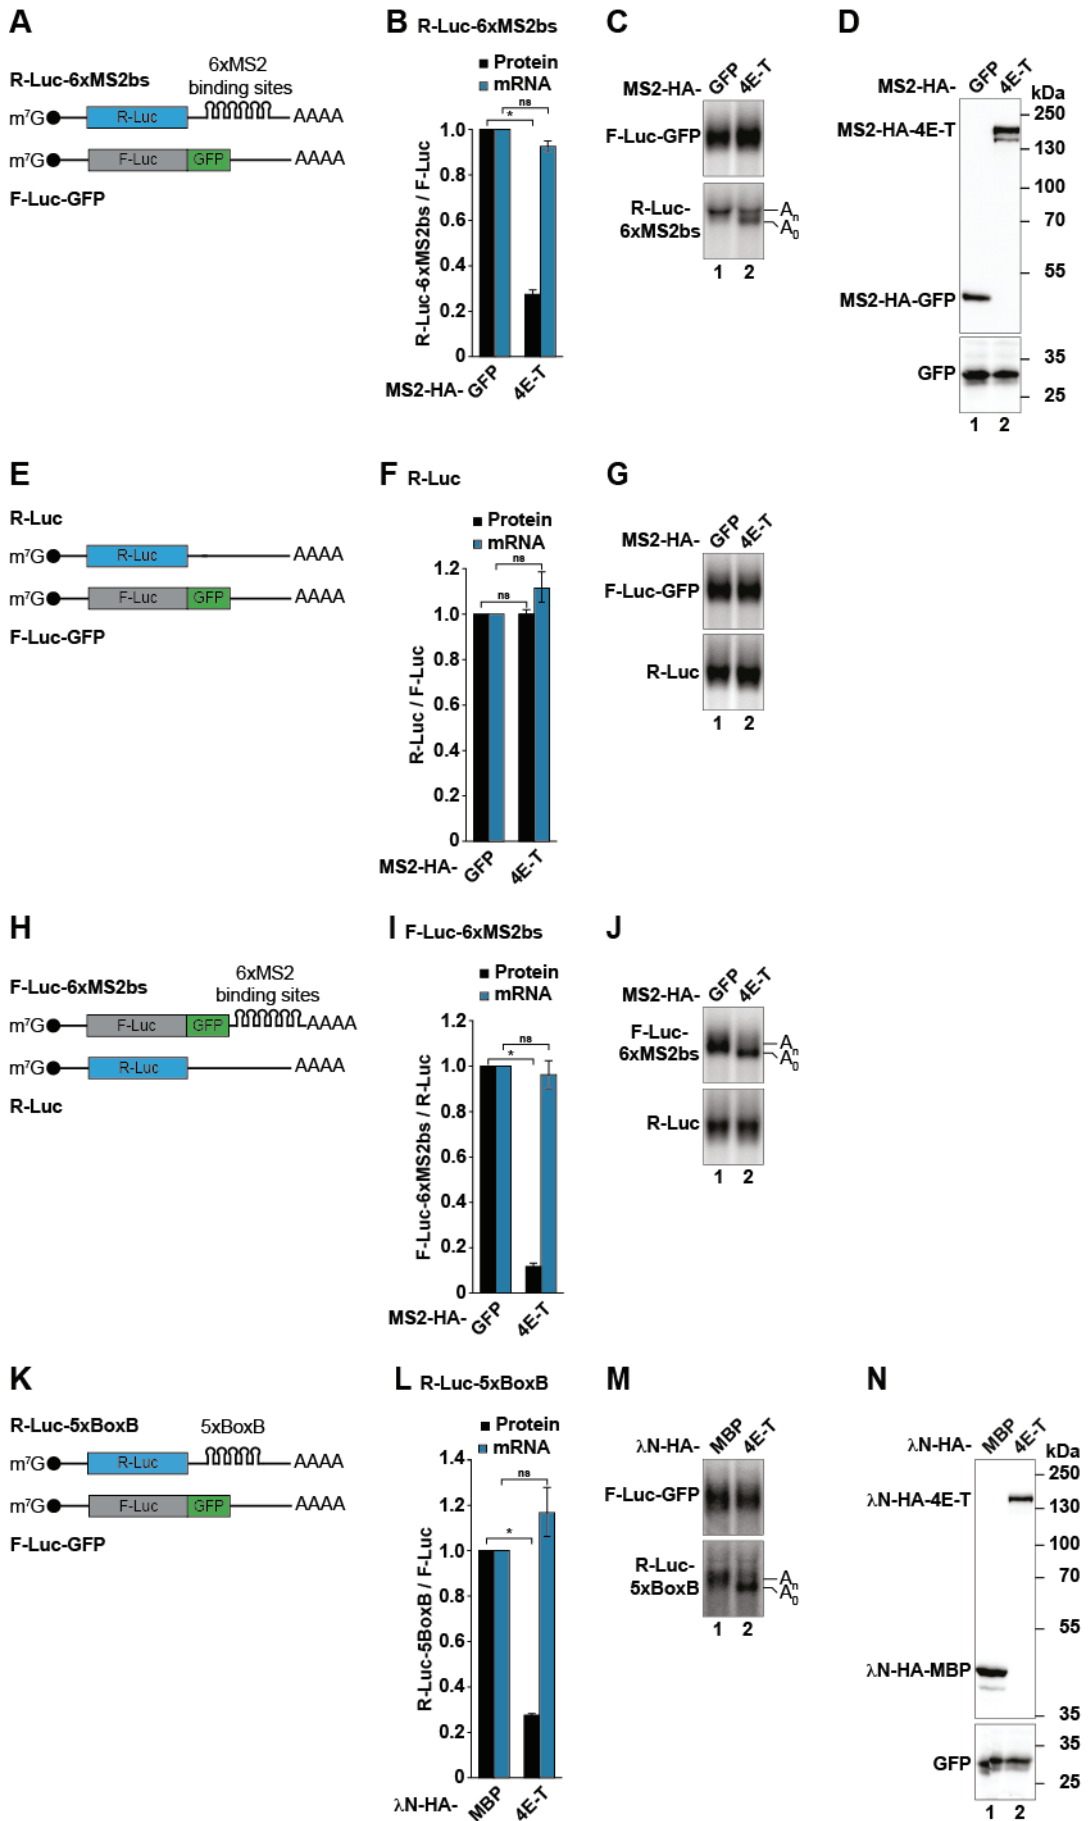 A
R-Luc-6xMS2bs
6xMS2
binding sites
m⁷G R-Luc AAAA
m⁷G F-Luc GFP AAAA
F-Luc-GFP
B R-Luc-6xMS2bs
Protein
mRNA
ns
*
1.0
0.8
0.6
0.4
0.2
0
R-Luc-6xMS2bs / F-Luc
MS2-HA- GFP 4E-T
C
MS2-HA- GFP 4E-T
F-Luc-GFP
R-Luc-
6xMS2bs
Aₙ
A₀
1 2
D
MS2-HA- GFP 4E-T
kDa
250
MS2-HA-4E-T
130
100
70
55
MS2-HA-GFP
35
GFP
25
1 2
E
R-Luc
m⁷G R-Luc AAAA
m⁷G F-Luc GFP AAAA
F-Luc-GFP
F R-Luc
Protein
mRNA
ns
ns
1.2
1.0
0.8
0.6
0.4
0.2
0
R-Luc / F-Luc
MS2-HA- GFP 4E-T
G
MS2-HA- GFP 4E-T
F-Luc-GFP
R-Luc
1 2
H
F-Luc-6xMS2bs
6xMS2
binding sites
m⁷G F-Luc GFP AAAA
m⁷G R-Luc AAAA
R-Luc
I F-Luc-6xMS2bs
Protein
mRNA
ns
*
1.2
1.0
0.8
0.6
0.4
0.2
0
F-Luc-6xMS2bs / R-Luc
MS2-HA- GFP 4E-T
J
MS2-HA- GFP 4E-T
F-Luc-
6xMS2bs
Aₙ
A₀
R-Luc
1 2
K
R-Luc-5xBoxB
5xBoxB
m⁷G R-Luc AAAA
m⁷G F-Luc GFP AAAA
F-Luc-GFP
L R-Luc-5xBoxB
Protein
mRNA
ns
*
1.4
1.2
1.0
0.8
0.6
0.4
0.2
0
R-Luc-5BoxB / F-Luc
λN-HA- MBP 4E-T
M
λN-HA- MBP 4E-T
F-Luc-GFP
R-Luc-
5xBoxB
Aₙ
A₀
1 2
N
λN-HA- MBP 4E-T
kDa
250
λN-HA-4E-T
130
100
70
55
λN-HA-MBP
35
35
GFP
25
1 2